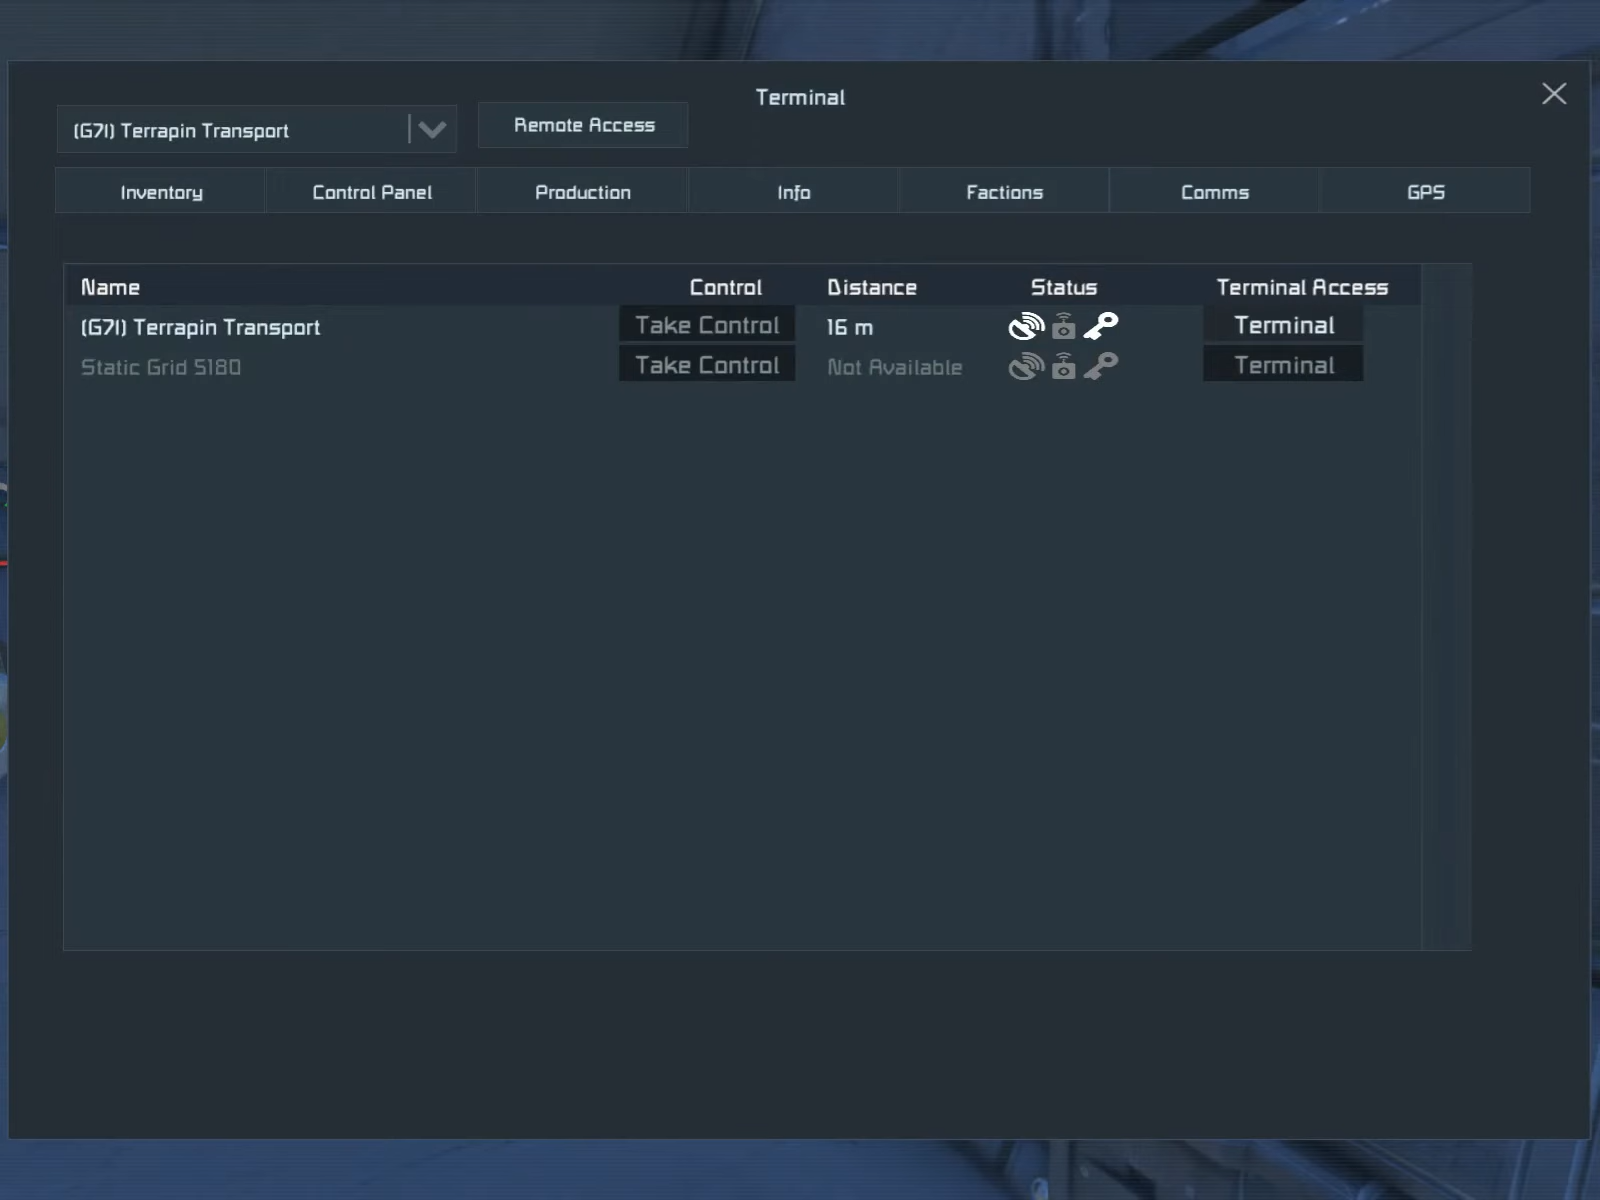 Terminal
(G71) Terrapin Transport
Remote Access
Inventory Control Panel Production Info Factions Comms GPS
Name Control Distance Status Terminal Access
(G71) Terrapin Transport Take Control 16 m Terminal
Static Grid 5180 Take Control Not Available Terminal